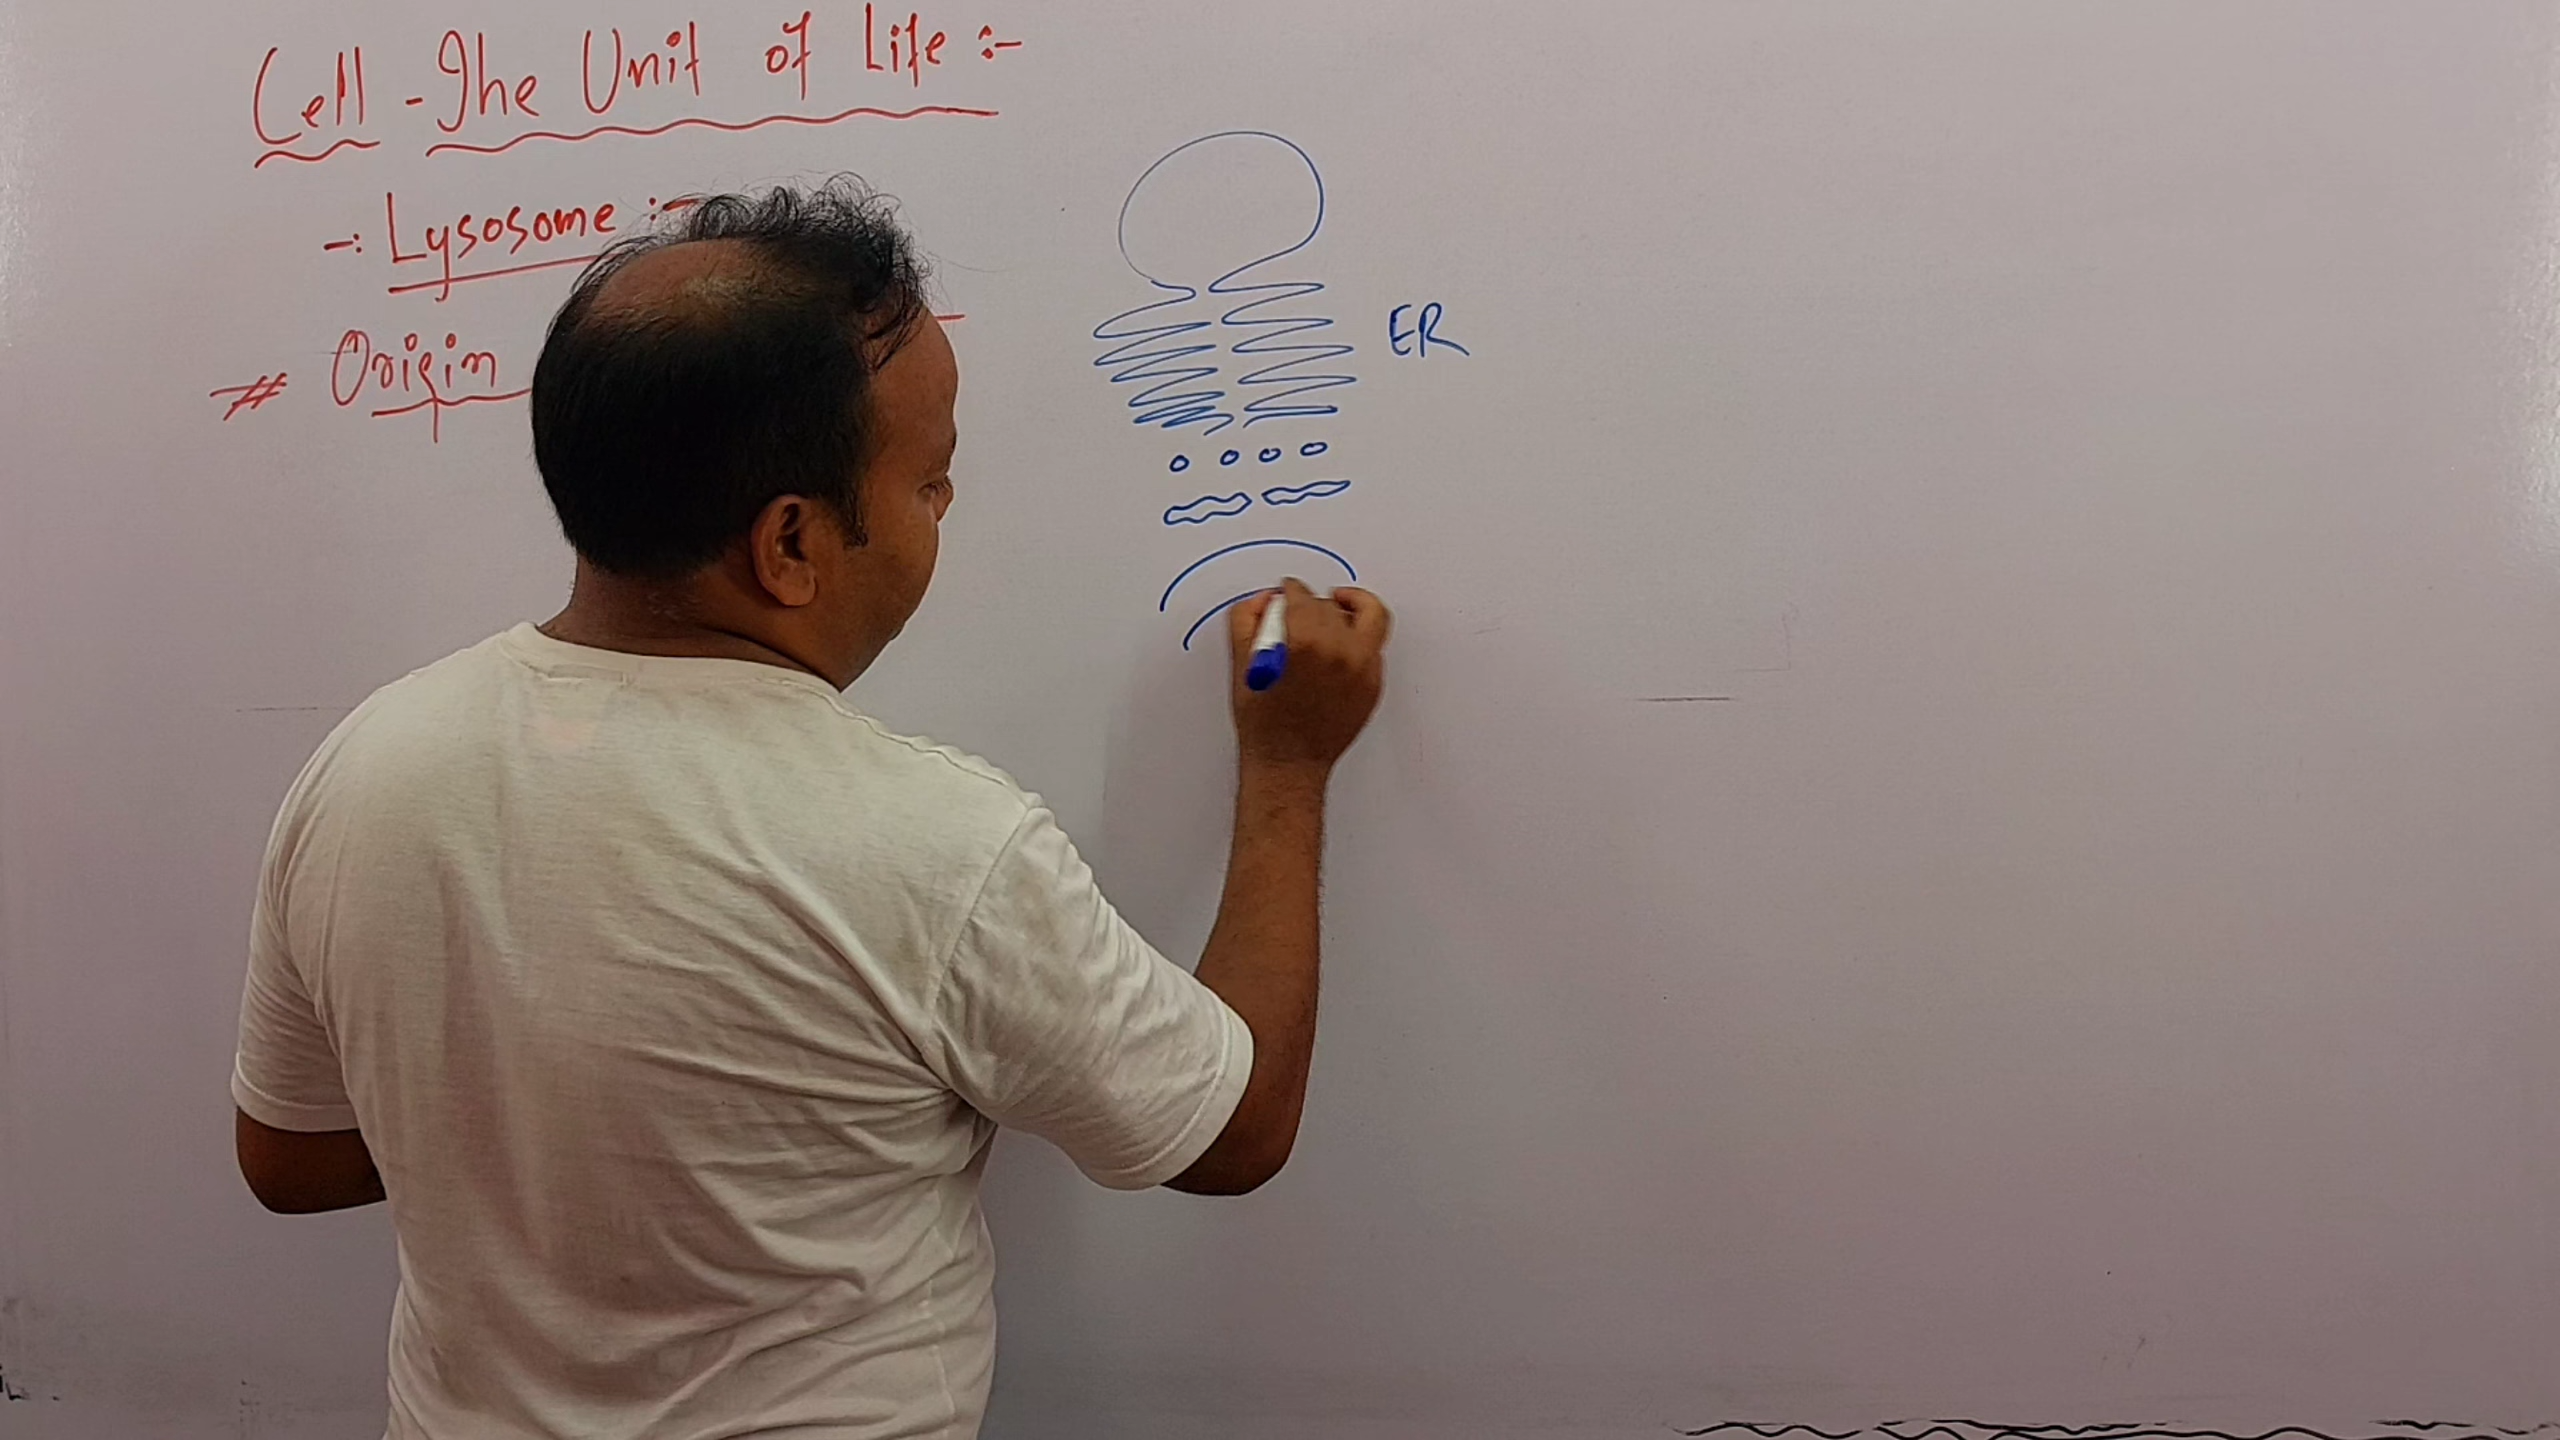 Cell - The Unit of Life :-
-: Lysosome :-
# Origin
ER